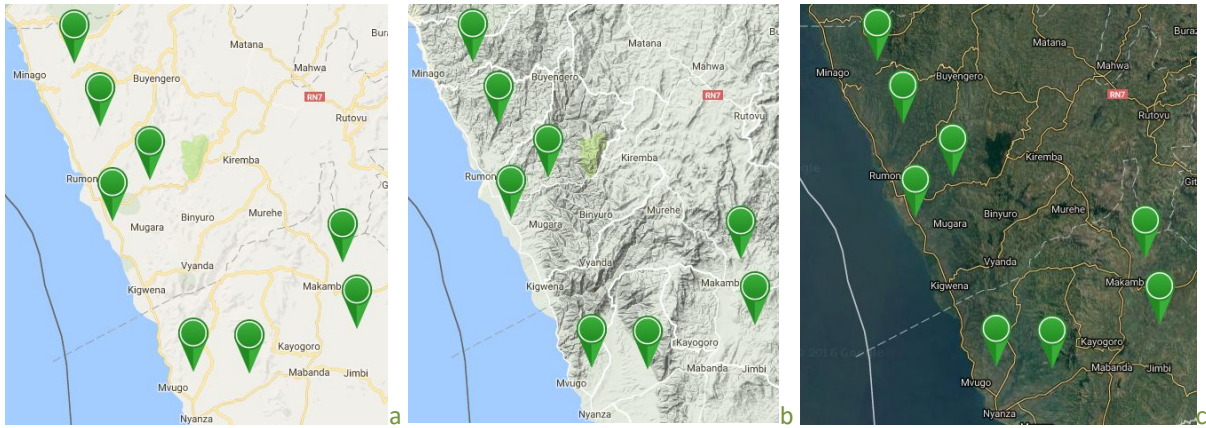 Matana
Bura
Mahwa
Minago
Buyengero
RN7
Rutovu
Kiremba
Git
Rumon
Binyuro
Murehe
Mugara
Vyanda
Kigwena
Makamb
Kayogoro
Mvugo
Mabanda
Jimbi
Nyanza
a
Matana
Mahwa
Minago
Buyengero
RN7
Rutovu
Kiremba
Rumon
Binyuro
Murehe
Mugara
Vyanda
Kigwena
Makamb
Kayogoro
Mvugo
Mabanda
Jimbi
Nyanza
b
Matana
Buraz
Mahwa
Minago
Buyengero
RN7
Rutovu
Kiremba
Rumon
Git
Binyuro
Murehe
Mugara
Vyanda
Kigwena
Makamb
Kayogoro
Mvugo
Mabanda
Jimbi
Nyanza
c